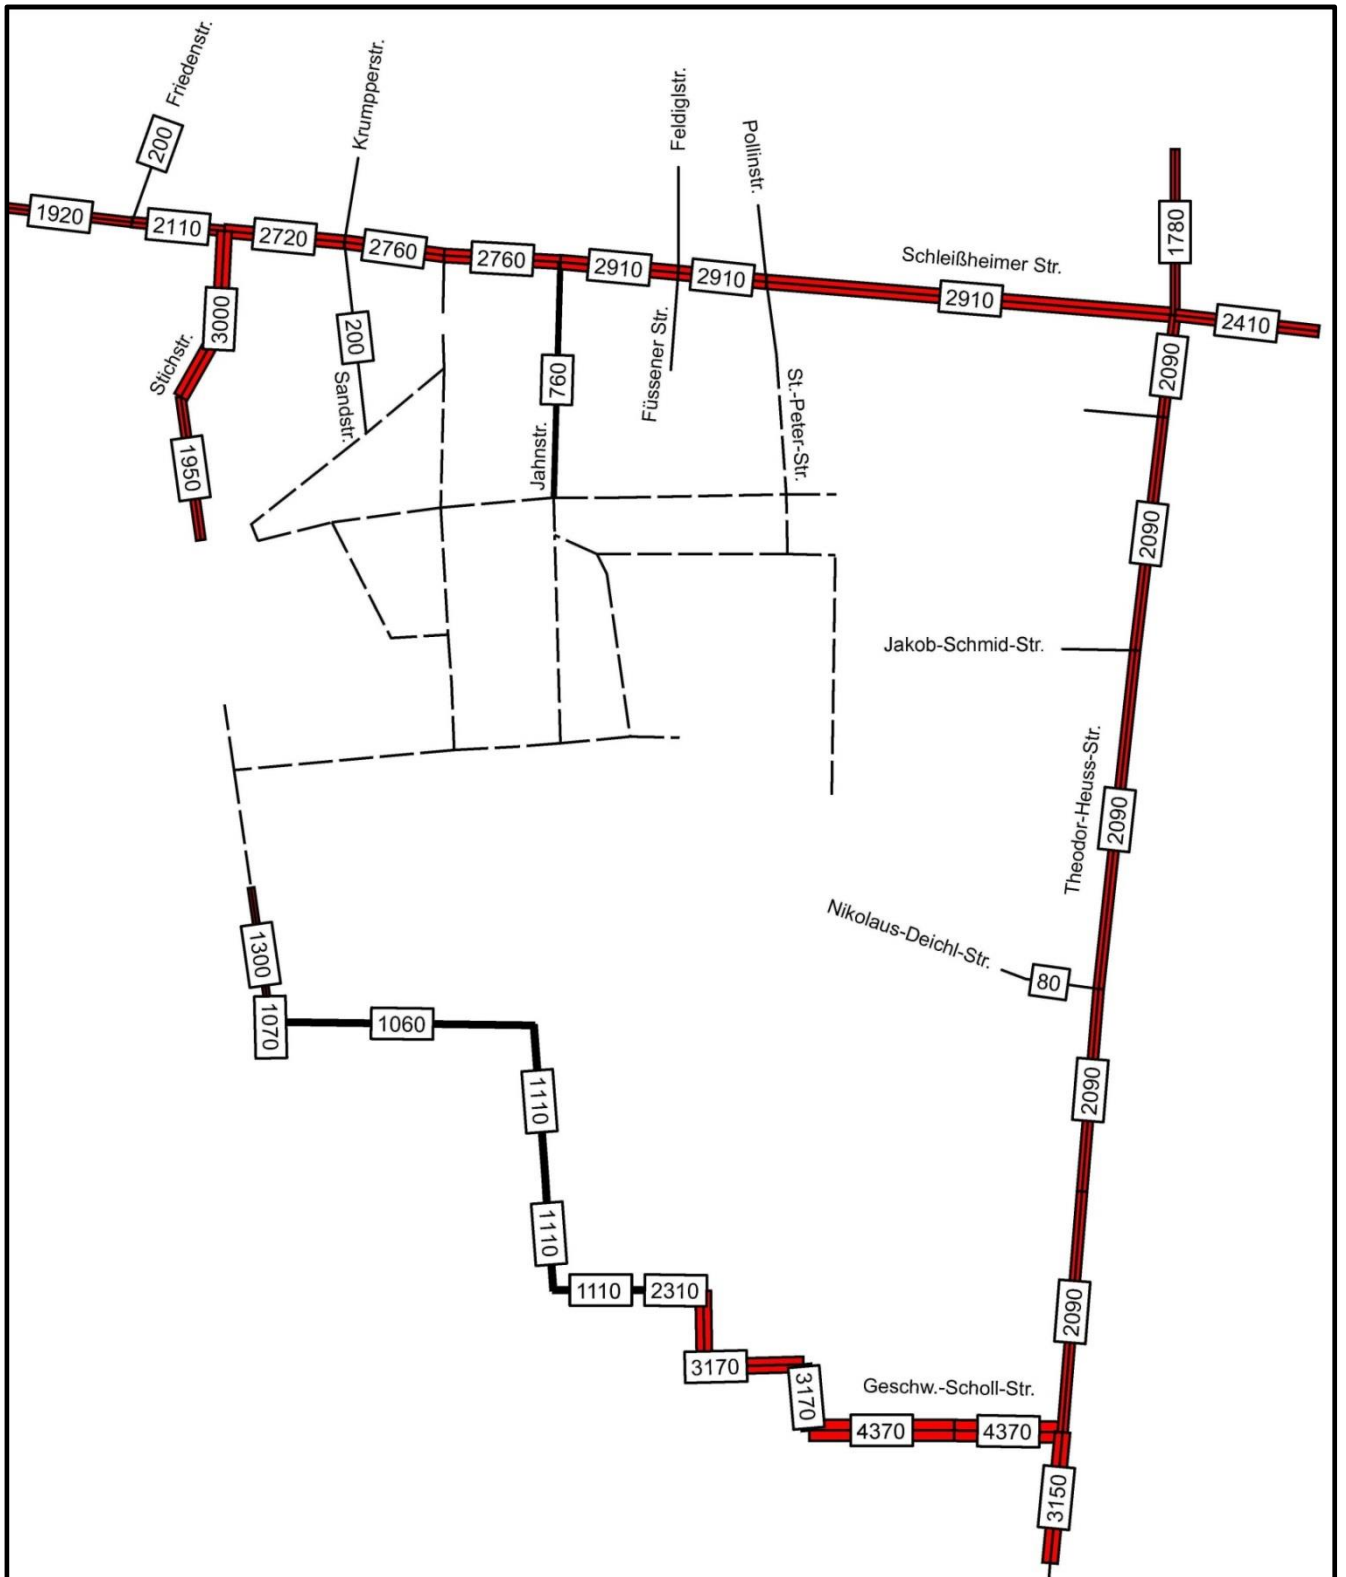 Friedenstr.
200
Krumpperstr.
Feldiglstr.
Pollinstr.
1920
2110
2720
2760
2760
2910
2910
Schleißheimer Str.
2910
1780
2410
3000
Stichstr.
1950
200
Sandstr.
760
Jahnstr.
Füssener Str.
St.-Peter-Str.
2090
2090
Jakob-Schmid-Str.
Theodor-Heuss-Str.
2090
Nikolaus-Deichl-Str.
80
1300
1070
1060
1110
2090
1110
1110
2310
2090
3170
3170
Geschw.-Scholl-Str.
4370
4370
3150